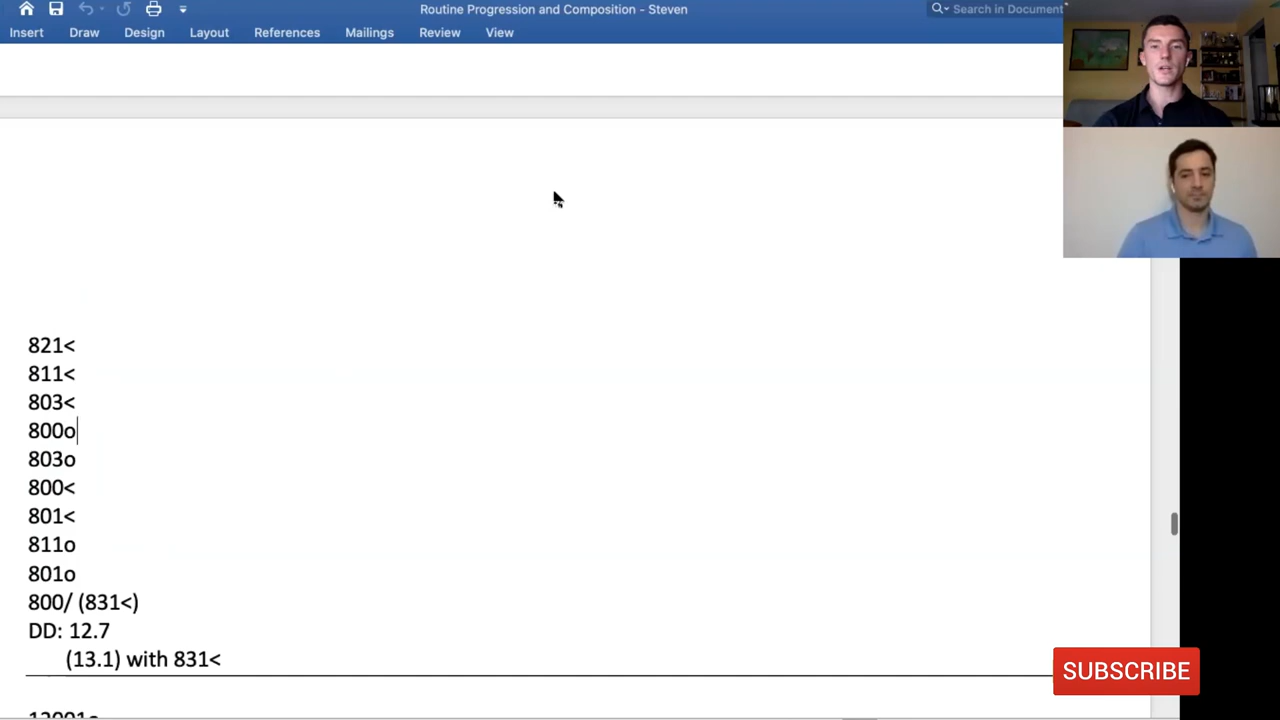 Routine Progression and Composition - Steven
Search in Document
Insert Draw Design Layout References Mailings Review View
821<
811<
803<
800o
803o
800<
801<
811o
801o
800/ (831<)
DD: 12.7
(13.1) with 831<
SUBSCRIBE